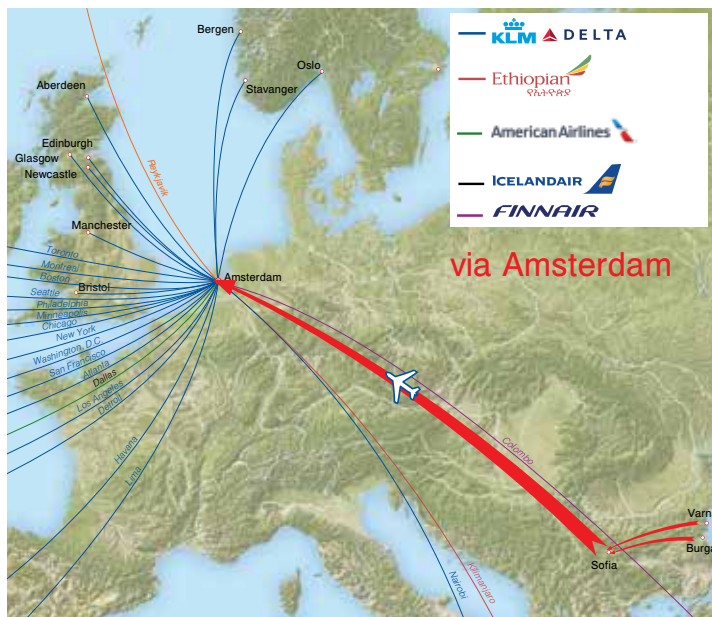 Bergen
Oslo
Stavanger
Aberdeen
Edinburgh
Glasgow
Newcastle
Manchester
Bristol
Reykjavik
KLM DELTA
Ethiopian
የኢትዮጵያ
American Airlines
ICELANDAIR
FINNAIR
via Amsterdam
Amsterdam
Toronto
Montreal
Boston
Seatlle
Philadelphia
Minneapolis
Chicago
New York
Washington, D.C.
San Francisco
Atlanta
Dallas
Los Angeles
Detroit
Havana
Lima
Colombo
Kilimanjaro
Nairobi
Varn
Burga
Sofia